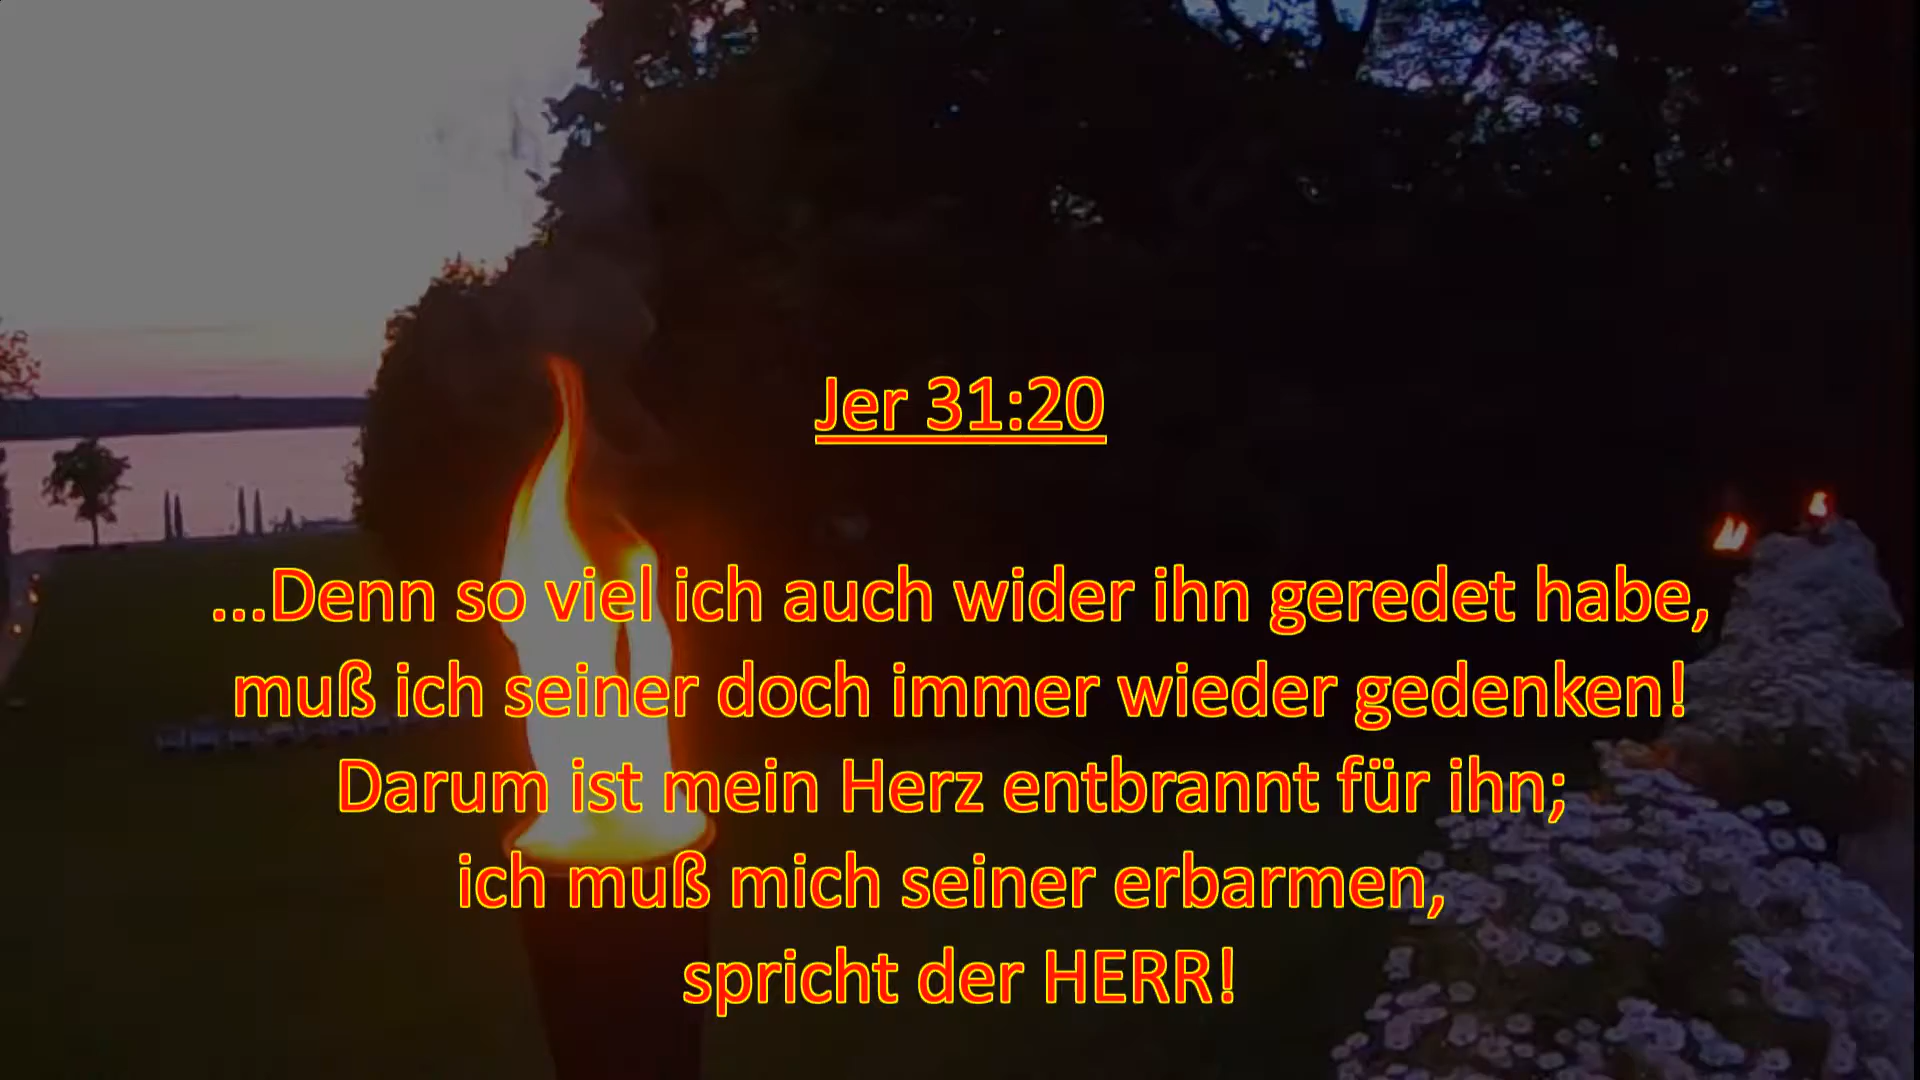 Jer 31:20
...Denn so viel ich auch wider ihn geredet habe,
muß ich seiner doch immer wieder gedenken!
Darum ist mein Herz entbrannt für ihn;
ich muß mich seiner erbarmen,
spricht der HERR!